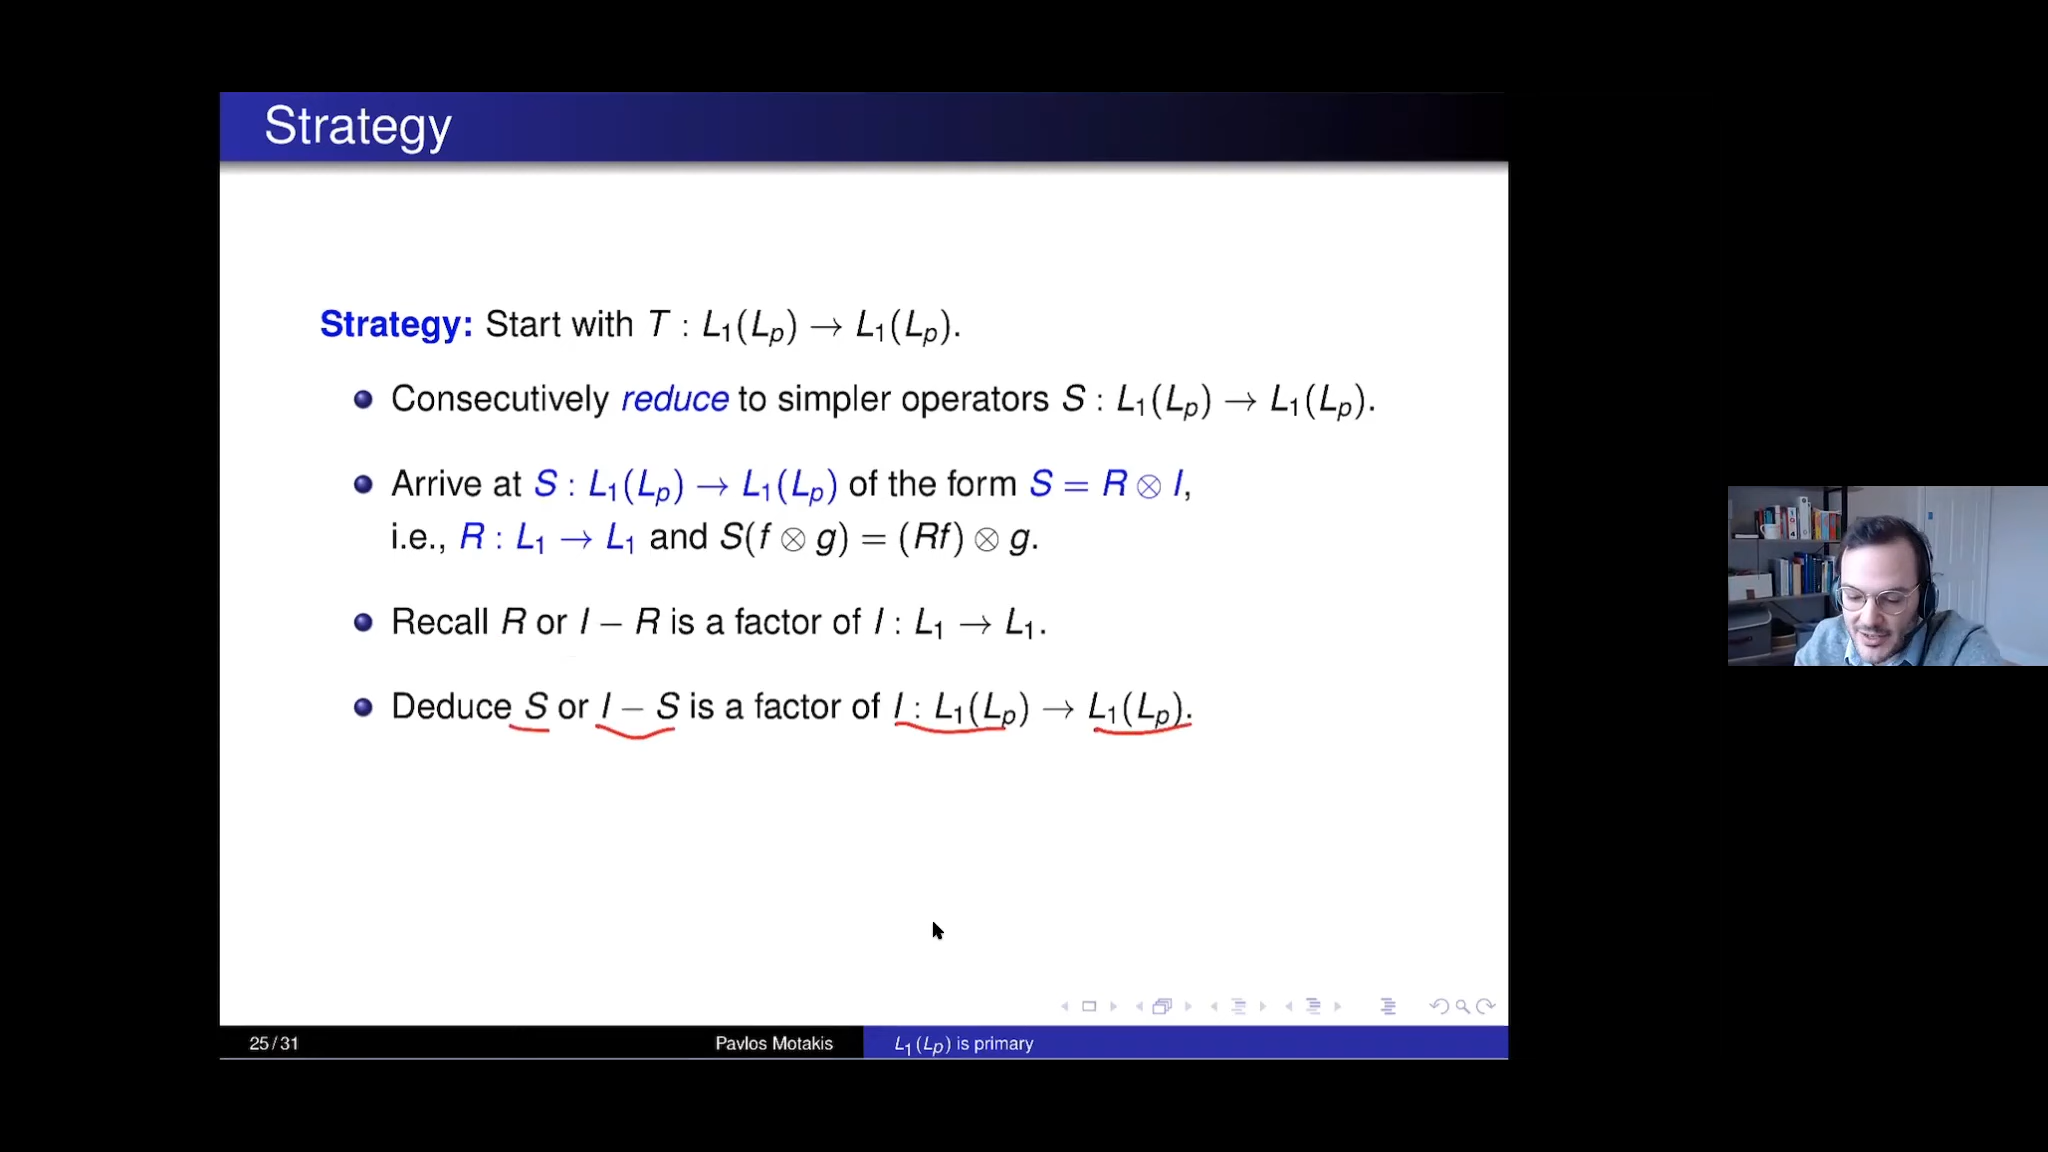 Strategy
Strategy: Start with T : L₁(Lₚ) → L₁(Lₚ).
Consecutively reduce to simpler operators S : L₁(Lₚ) → L₁(Lₚ).
Arrive at S : L₁(Lₚ) → L₁(Lₚ) of the form S = R ⊗ I,
i.e., R : L₁ → L₁ and S(f ⊗ g) = (Rf) ⊗ g.
Recall R or I − R is a factor of I : L₁ → L₁.
Deduce S or I − S is a factor of I : L₁(Lₚ) → L₁(Lₚ).
25 / 31 Pavlos Motakis L₁(Lₚ) is primary